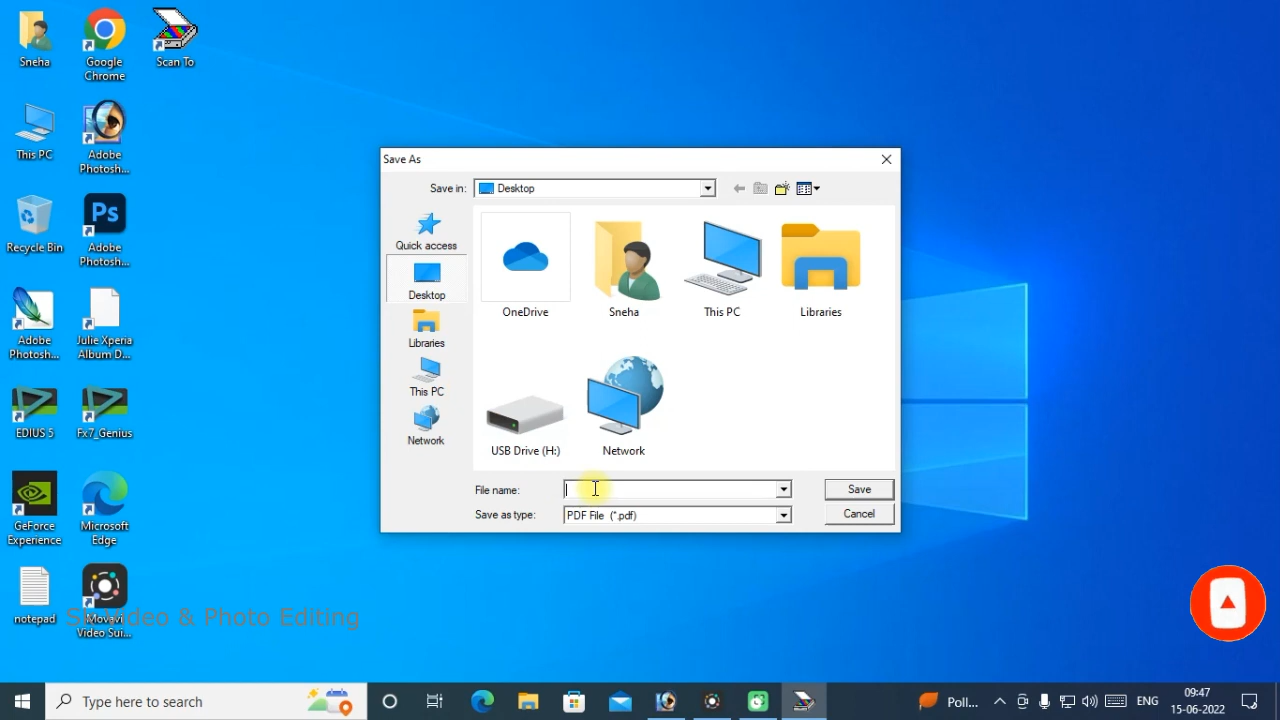 Sneha
Google
Chrome
Scan To
This PC
Adobe
Photosh...
Recycle Bin
Adobe
Photosh...
Adobe
Photosh...
Julie Xperia
Album D...
EDIUS 5
Fx7_Genius
GeForce
Experience
Microsoft
Edge
notepad
Movavi
Video Sui...
Video & Photo Editing
Save As
Save in:
Desktop
Quick access
Desktop
Libraries
This PC
Network
OneDrive
Sneha
This PC
Libraries
USB Drive (H:)
Network
File name:
Save
Save as type:
PDF File (*.pdf)
Cancel
Ps
Type here to search
Poll...
ENG
09:47
15-06-2022